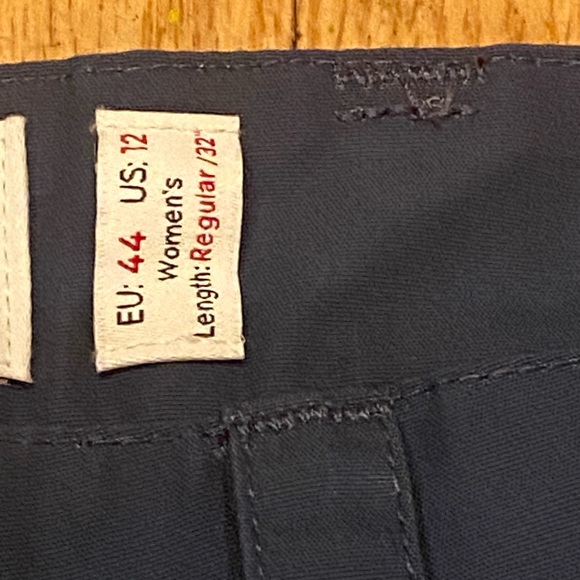 EU: 44 US: 12
Women's
Length: Regular /32"